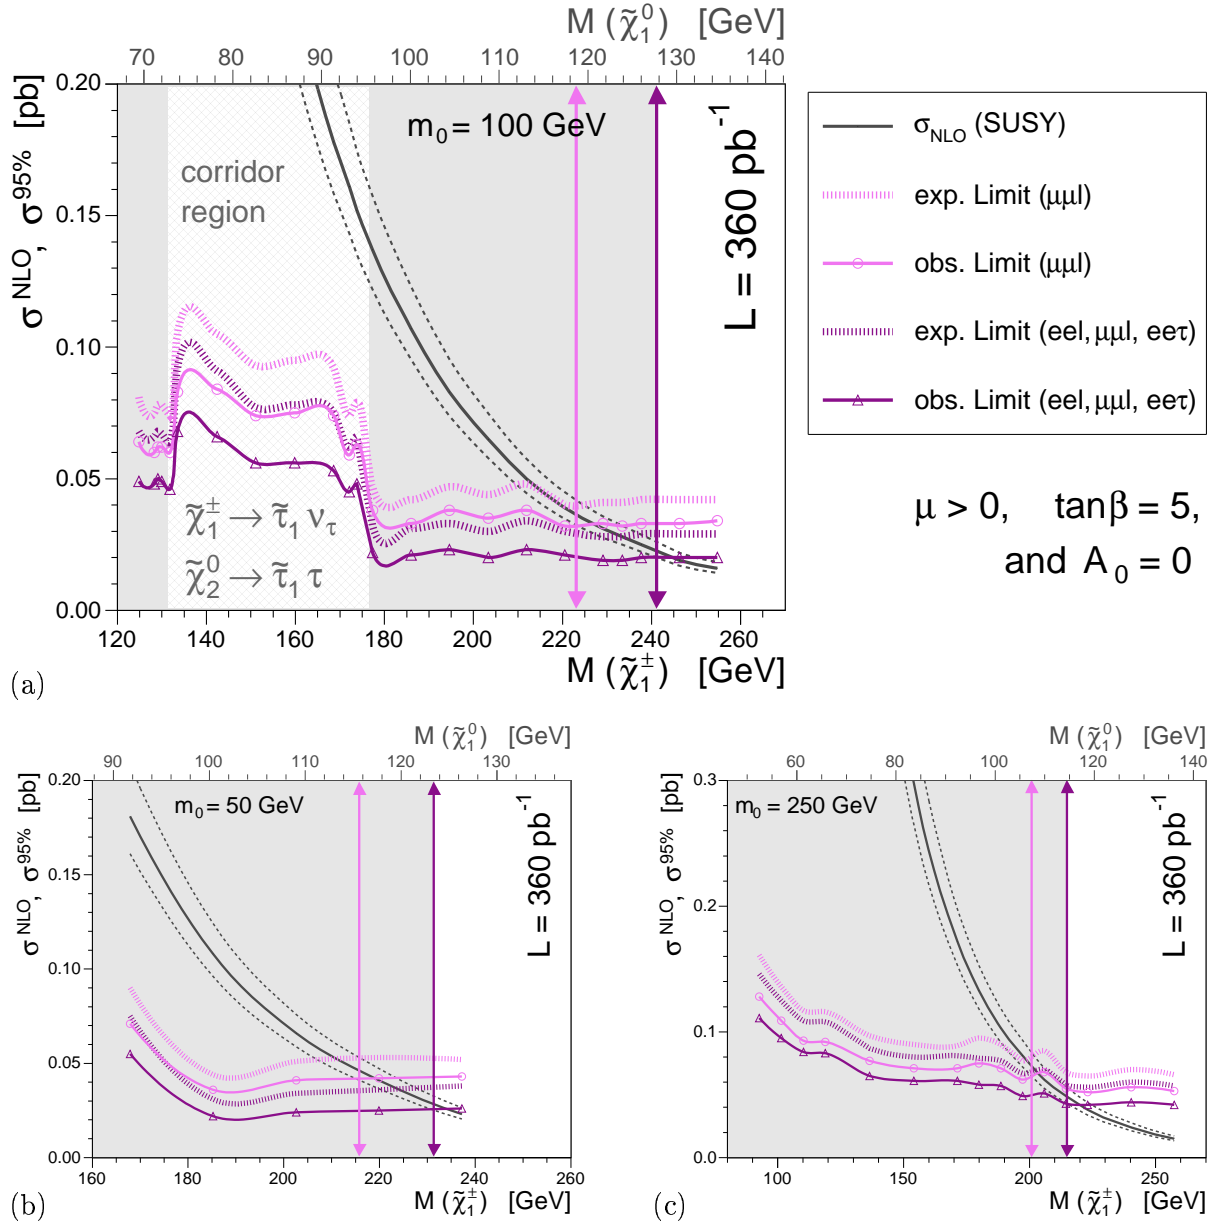 M (χ̃₁⁰) [GeV]
70 80 90 100 110 120 130 140
σ^NLO, σ^95% [pb]
0.20
0.15
0.10
0.05
0.00
m₀ = 100 GeV
corridor
region
L = 360 pb⁻¹
χ̃₁^± → τ̃₁ ν_τ
χ̃₂⁰ → τ̃₁ τ
120 140 160 180 200 220 240 260
M (χ̃₁^±) [GeV]
(a)
σ_NLO (SUSY)
exp. Limit (μμl)
obs. Limit (μμl)
exp. Limit (eel, μμl, eeτ)
obs. Limit (eel, μμl, eeτ)
μ > 0, tanβ = 5,
and A₀ = 0
M (χ̃₁⁰) [GeV]
90 100 110 120 130
σ^NLO, σ^95% [pb]
0.20
0.15
0.10
0.05
0.00
m₀ = 50 GeV
L = 360 pb⁻¹
160 180 200 220 240 260
M (χ̃₁^±) [GeV]
(b)
M (χ̃₁⁰) [GeV]
60 80 100 120 140
σ^NLO, σ^95% [pb]
0.3
0.2
0.1
0.0
m₀ = 250 GeV
L = 360 pb⁻¹
100 150 200 250
M (χ̃₁^±) [GeV]
(c)